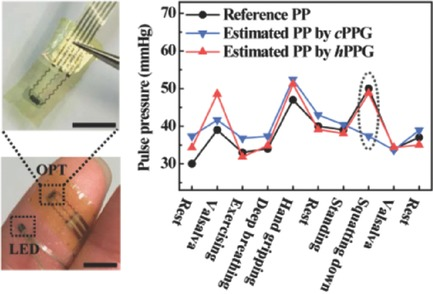 OPT
LED
Pulse pressure (mmHg)
70
60
50
40
30
Reference PP
Estimated PP by cPPG
Estimated PP by hPPG
Rest
Valsalva
Exercising
Deep breathing
Hand gripping
Rest
Standing
Squatting down
Valsalva
Rest